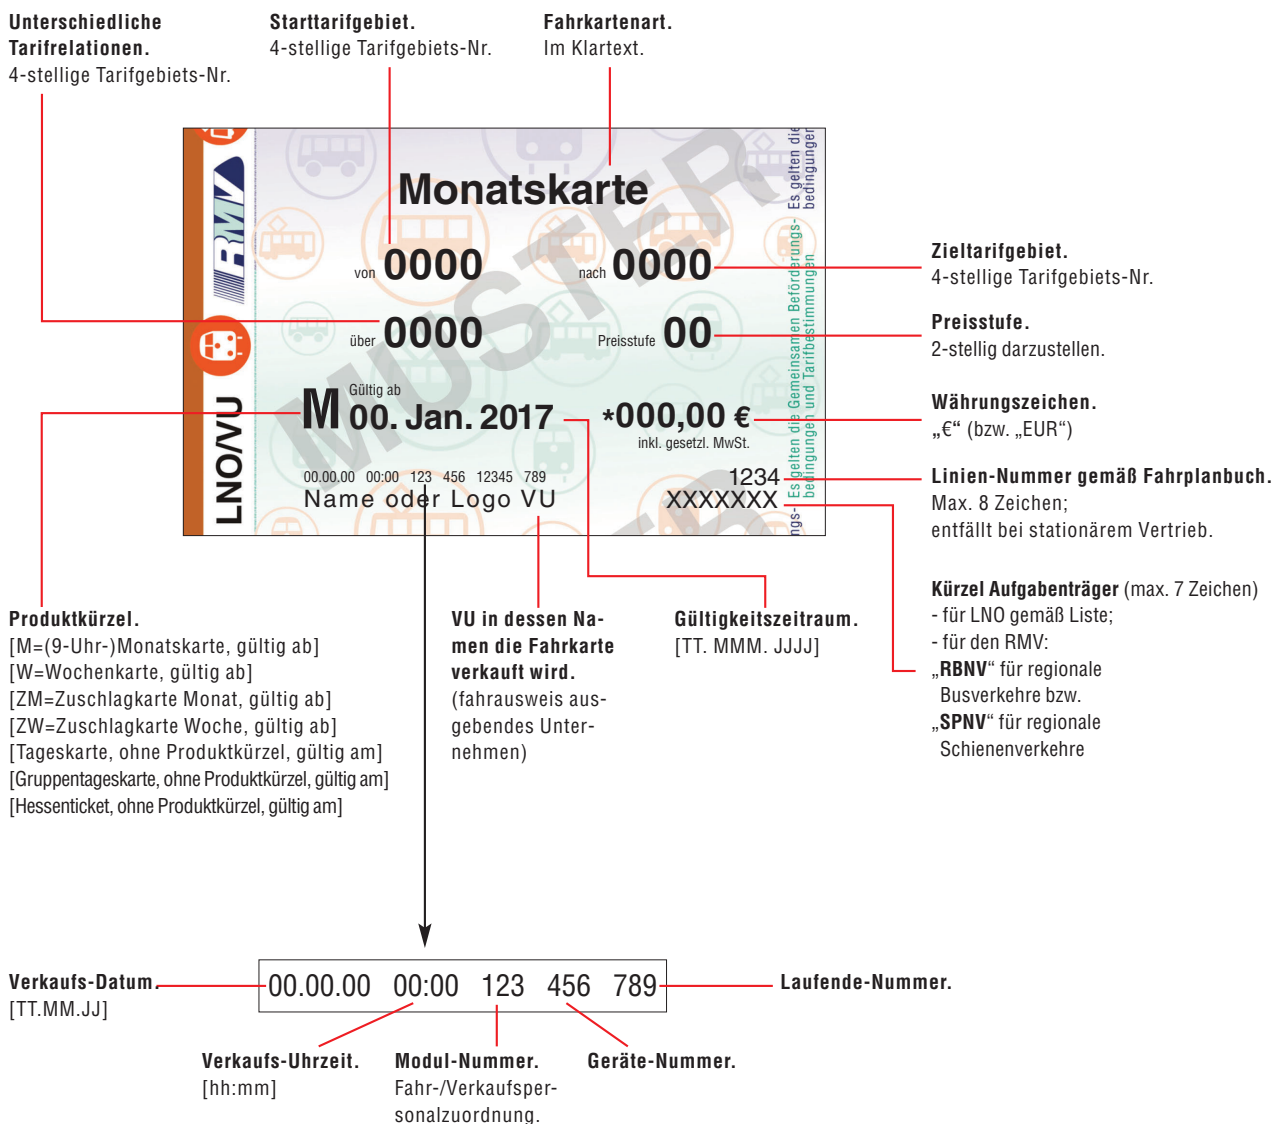 Unterschiedliche
Tarifrelationen.
4-stellige Tarifgebiets-Nr.
Starttarifgebiet.
4-stellige Tarifgebiets-Nr.
Fahrkartenart.
Im Klartext.
RMV
LNO/VU
MUSTER
Monatskarte
von 0000 nach 0000
über 0000 Preisstufe 00
Gültig ab
M 00. Jan. 2017 *000,00 €
inkl. gesetzl. MwSt.
00.00.00 00:00 123 456 12345 789
1234
Name oder Logo VU XXXXXXX
Es gelten die
bedingungen
Es gelten die Gemeinsamen Beförderungs-
bedingungen und Tarifbestimmungen
ngs-
Zieltarifgebiet.
4-stellige Tarifgebiets-Nr.
Preisstufe.
2-stellig darzustellen.
Währungszeichen.
„€“ (bzw. „EUR“)
Linien-Nummer gemäß Fahrplanbuch.
Max. 8 Zeichen;
entfällt bei stationärem Vertrieb.
Kürzel Aufgabenträger (max. 7 Zeichen)
- für LNO gemäß Liste;
- für den RMV:
„RBNV“ für regionale
Busverkehre bzw.
„SPNV“ für regionale
Schienenverkehre
Produktkürzel.
[M=(9-Uhr-)Monatskarte, gültig ab]
[W=Wochenkarte, gültig ab]
[ZM=Zuschlagkarte Monat, gültig ab]
[ZW=Zuschlagkarte Woche, gültig ab]
[Tageskarte, ohne Produktkürzel, gültig am]
[Gruppentageskarte, ohne Produktkürzel, gültig am]
[Hessenticket, ohne Produktkürzel, gültig am]
VU in dessen Na-
men die Fahrkarte
verkauft wird.
(fahrausweis aus-
gebendes Unter-
nehmen)
Gültigkeitszeitraum.
[TT. MMM. JJJJ]
Verkaufs-Datum.
[TT.MM.JJ]
00.00.00 00:00 123 456 789
Laufende-Nummer.
Verkaufs-Uhrzeit.
[hh:mm]
Modul-Nummer.
Fahr-/Verkaufsper-
sonalzuordnung.
Geräte-Nummer.